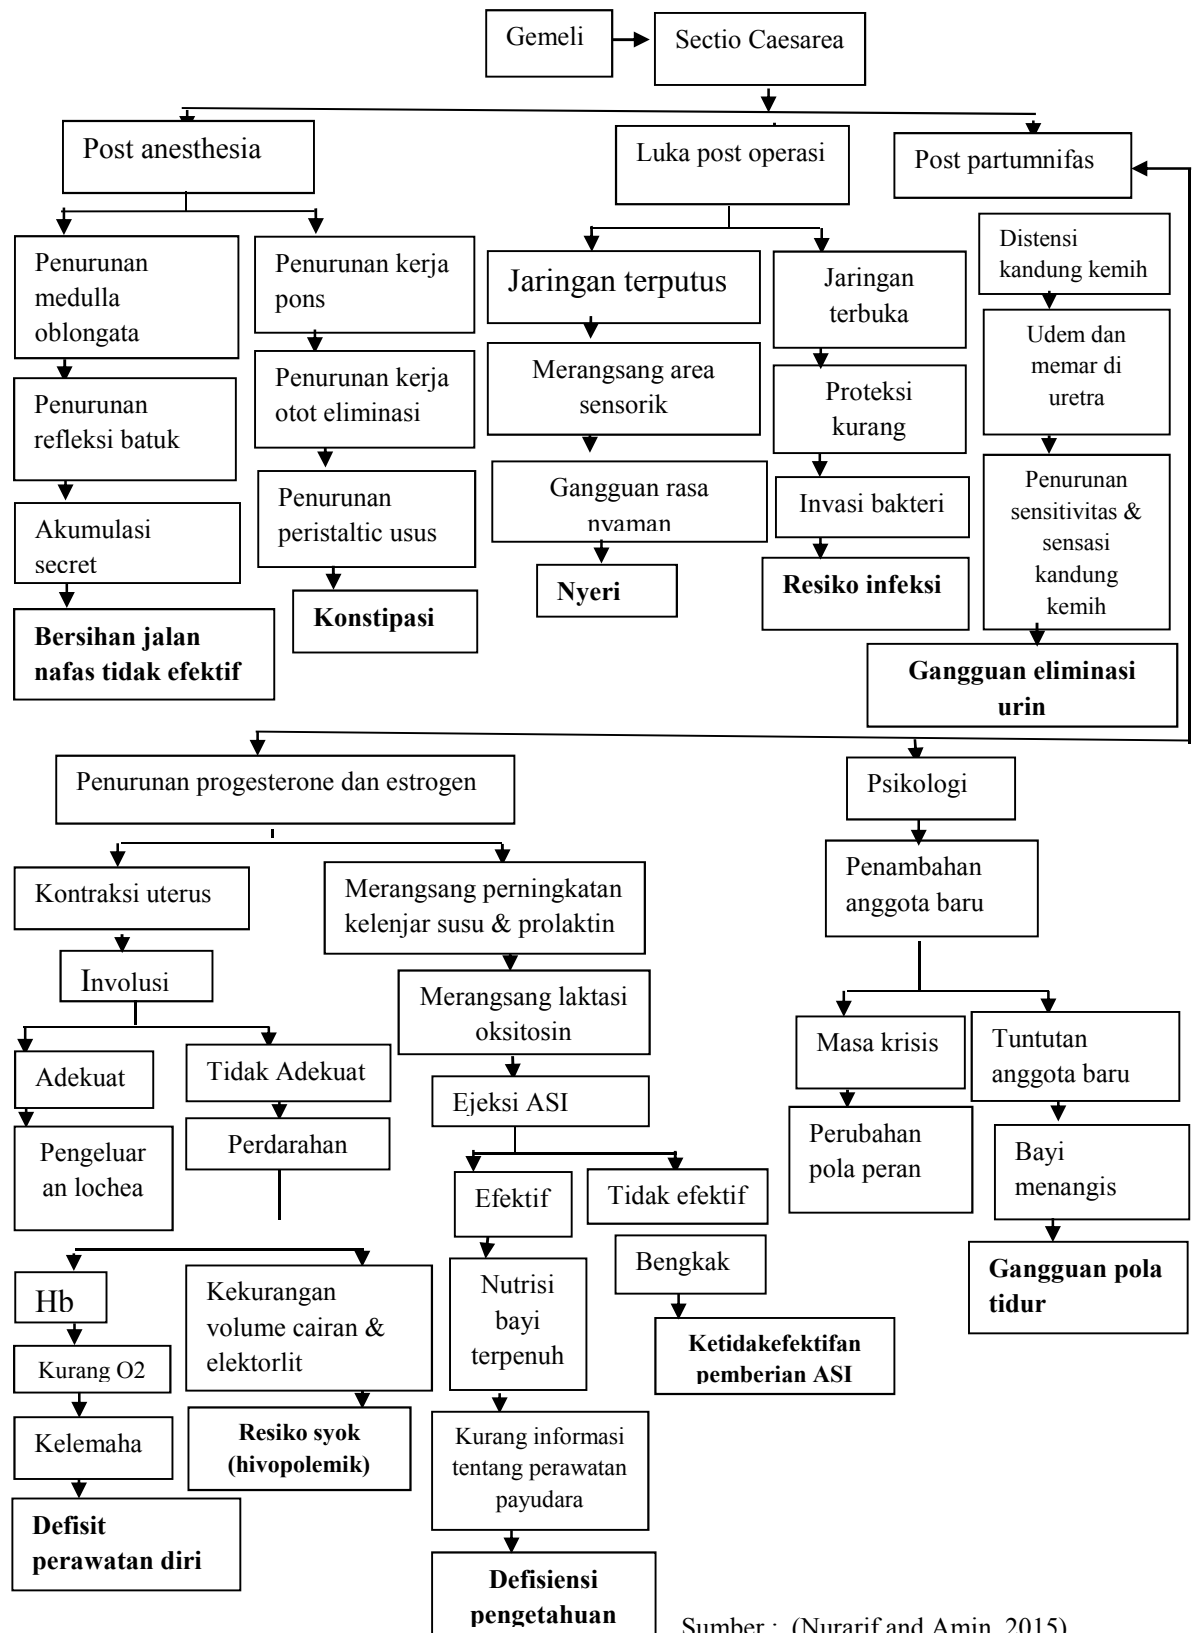 Gemeli
Sectio Caesarea
Post anesthesia
Luka post operasi
Post partumnifas
Penurunan
medulla
oblongata
Penurunan kerja
pons
Jaringan terputus
Jaringan
terbuka
Distensi
kandung kemih
Penurunan
refleksi batuk
Penurunan kerja
otot eliminasi
Merangsang area
sensorik
Proteksi
kurang
Udem dan
memar di
uretra
Akumulasi
secret
Penurunan
peristaltic usus
Gangguan rasa
nyaman
Invasi bakteri
Penurunan
sensitivitas &
sensasi
kandung
kemih
Bersihan jalan
nafas tidak efektif
Konstipasi
Nyeri
Resiko infeksi
Gangguan eliminasi
urin
Penurunan progesterone dan estrogen
Psikologi
Kontraksi uterus
Merangsang perningkatan
kelenjar susu & prolaktin
Penambahan
anggota baru
Involusi
Merangsang laktasi
oksitosin
Masa krisis
Tuntutan
anggota baru
Adekuat
Tidak Adekuat
Ejeksi ASI
Perubahan
pola peran
Bayi
menangis
Pengeluar
an lochea
Perdarahan
Efektif
Tidak efektif
Gangguan pola
tidur
Hb
Kekurangan
volume cairan &
elektorlit
Nutrisi
bayi
terpenuh
Bengkak
Kurang O2
Ketidakefektifan
pemberian ASI
Kelemaha
Resiko syok
(hivopolemik)
Kurang informasi
tentang perawatan
payudara
Defisit
perawatan diri
Defisiensi
pengetahuan
Sumber : (Nurarif and Amin, 2015)